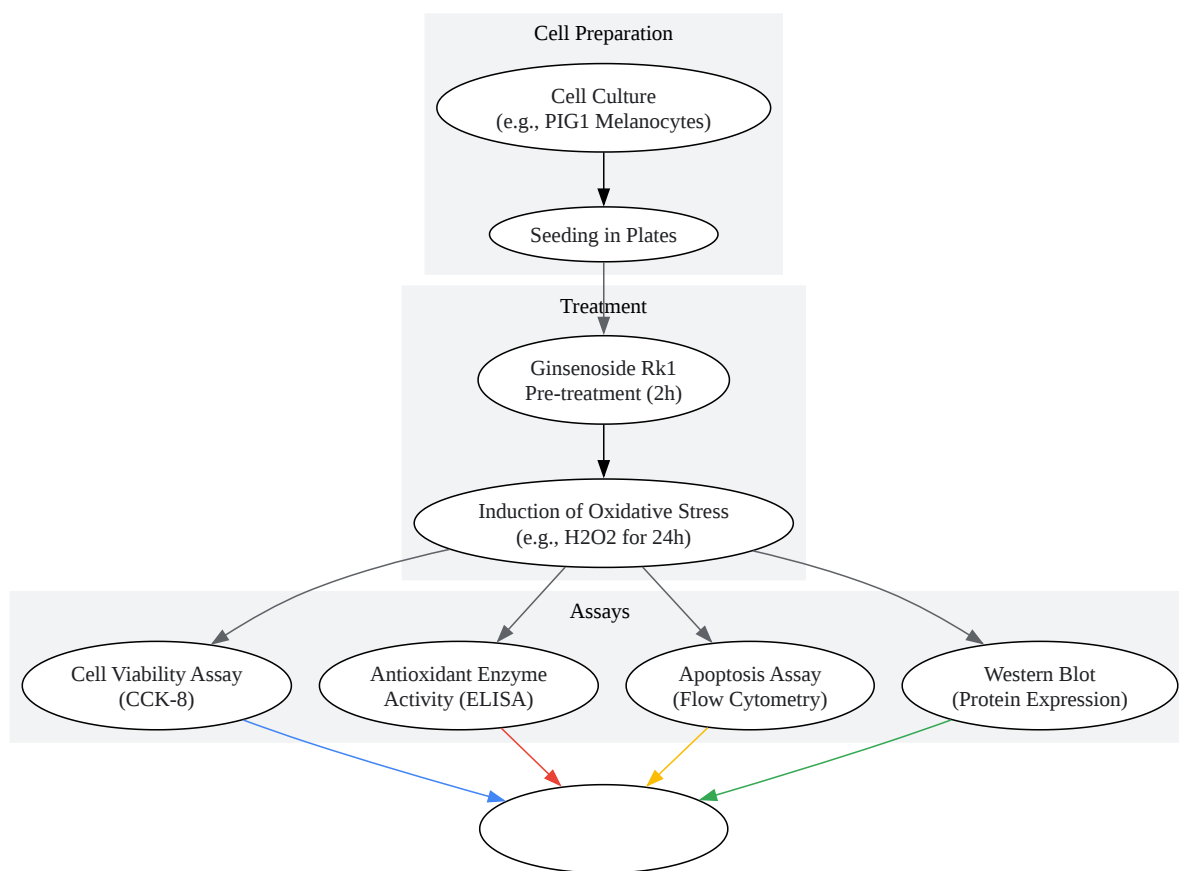 Cell Preparation
Cell Culture
(e.g., PIG1 Melanocytes)
Seeding in Plates
Treatment
Ginsenoside Rk1
Pre-treatment (2h)
Induction of Oxidative Stress
(e.g., H2O2 for 24h)
Assays
Cell Viability Assay
(CCK-8)
Antioxidant Enzyme
Activity (ELISA)
Apoptosis Assay
(Flow Cytometry)
Western Blot
(Protein Expression)